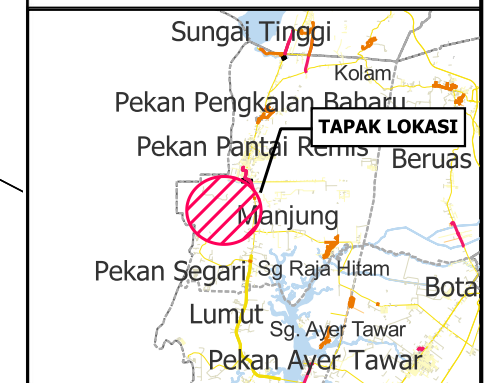 Sungai Tinggi
Kolam
Pekan Pengkalan Baharu
TAPAK LOKASI
Pekan Pantai Remis
Beruas
Manjung
Pekan Segari
Sg Raja Hitam
Bota
Lumut
Sg. Ayer Tawar
Pekan Ayer Tawar